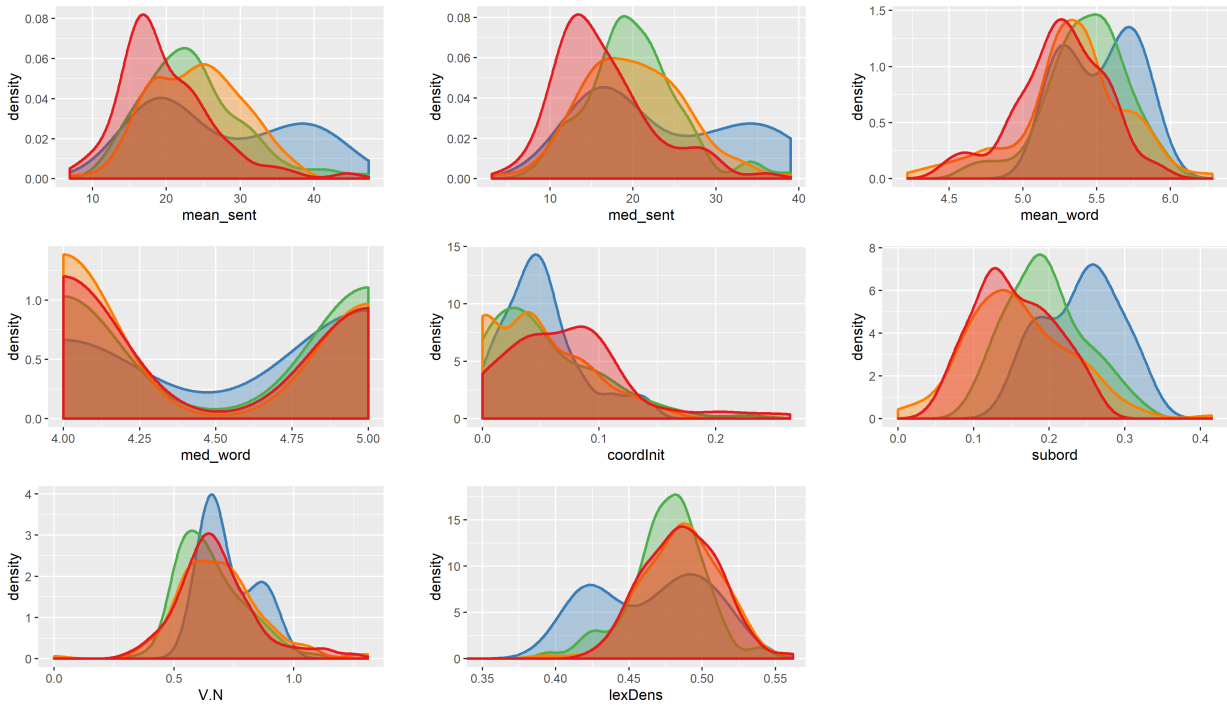 density
0.08
0.06
0.04
0.02
0.00
10 20 30 40
mean_sent
density
0.08
0.06
0.04
0.02
0.00
10 20 30 40
med_sent
density
1.5
1.0
0.5
0.0
4.5 5.0 5.5 6.0
mean_word
density
1.0
0.5
0.0
4.00 4.25 4.50 4.75 5.00
med_word
density
15
10
5
0
0.0 0.1 0.2
coordInit
density
8
6
4
2
0
0.0 0.1 0.2 0.3 0.4
subord
density
4
3
2
1
0
0.0 0.5 1.0
V.N
density
15
10
5
0
0.35 0.40 0.45 0.50 0.55
lexDens